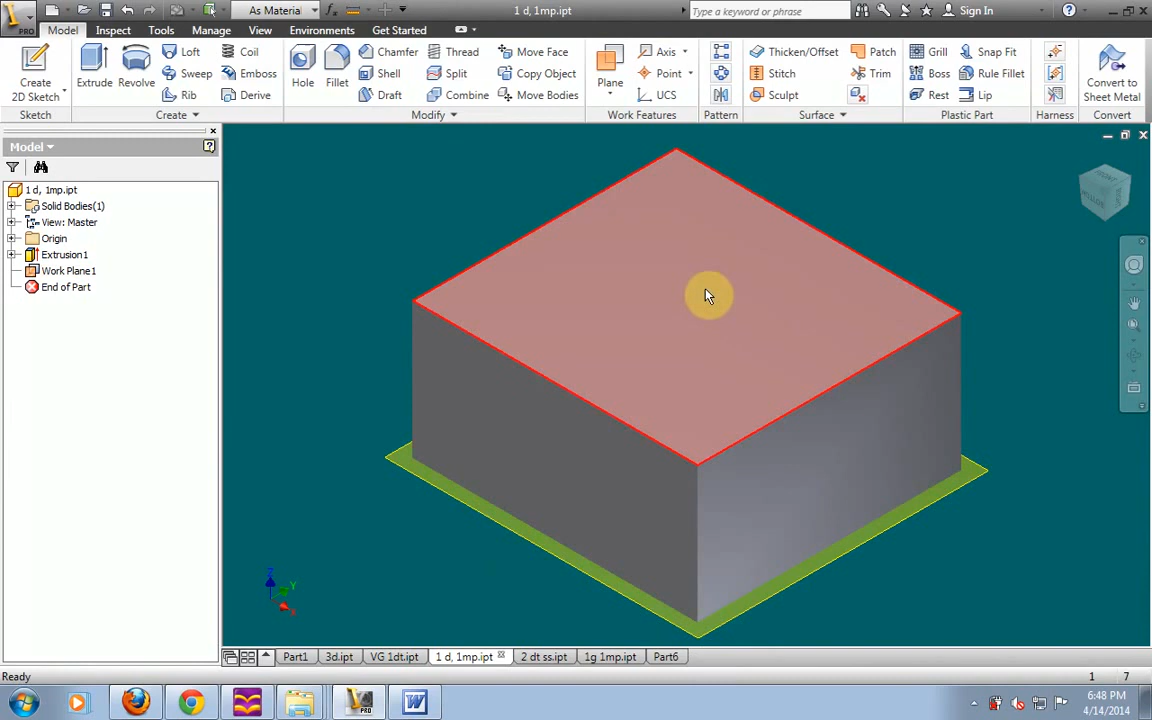 As Material
1 d, 1mp.ipt
Type a keyword or phrase
Sign In
PRO
Model
Inspect
Tools
Manage
View
Environments
Get Started
Create
2D Sketch
Extrude
Revolve
Loft
Sweep
Rib
Coil
Emboss
Derive
Hole
Fillet
Chamfer
Shell
Draft
Thread
Split
Combine
Move Face
Copy Object
Move Bodies
Plane
Axis
Point
UCS
Thicken/Offset
Stitch
Sculpt
Patch
Trim
Grill
Boss
Rest
Snap Fit
Rule Fillet
Lip
Convert to
Sheet Metal
Sketch
Create
Modify
Work Features
Pattern
Surface
Plastic Part
Harness
Convert
Model
1 d, 1mp.ipt
Solid Bodies(1)
View: Master
Origin
Extrusion1
Work Plane1
End of Part
FRONT
BOTTOM
Z
Y
X
Part1
3d.ipt
VG 1dt.ipt
1 d, 1mp.ipt
2 dt ss.ipt
1g 1mp.ipt
Part6
Ready
1
7
PRO
6:48 PM
4/14/2014